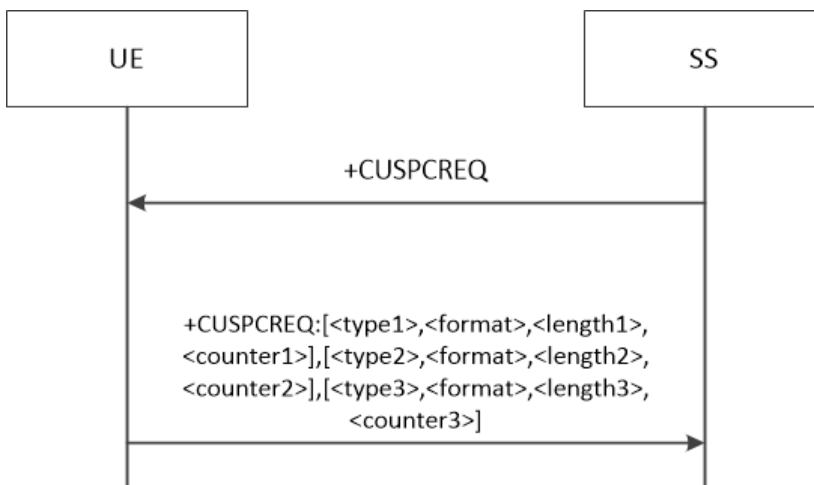 UE
SS
+CUSPCREQ
+CUSPCREQ:[<type1>,<format>,<length1>,
<counter1>],[<type2>,<format>,<length2>,
<counter2>],[<type3>,<format>,<length3>,
<counter3>]